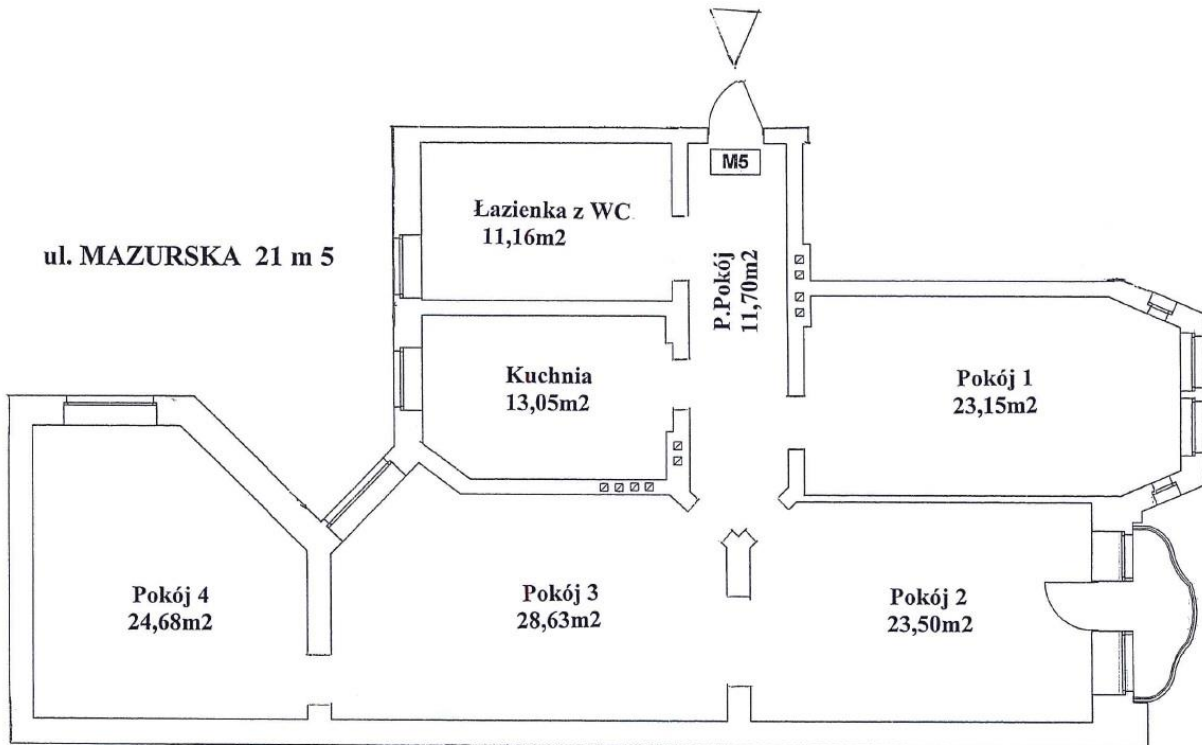 M5
Łazienka z WC
11,16m2
ul. MAZURSKA 21 m 5
P.Pokój
11,70m2
Kuchnia
13,05m2
Pokój 1
23,15m2
Pokój 4
24,68m2
Pokój 3
28,63m2
Pokój 2
23,50m2